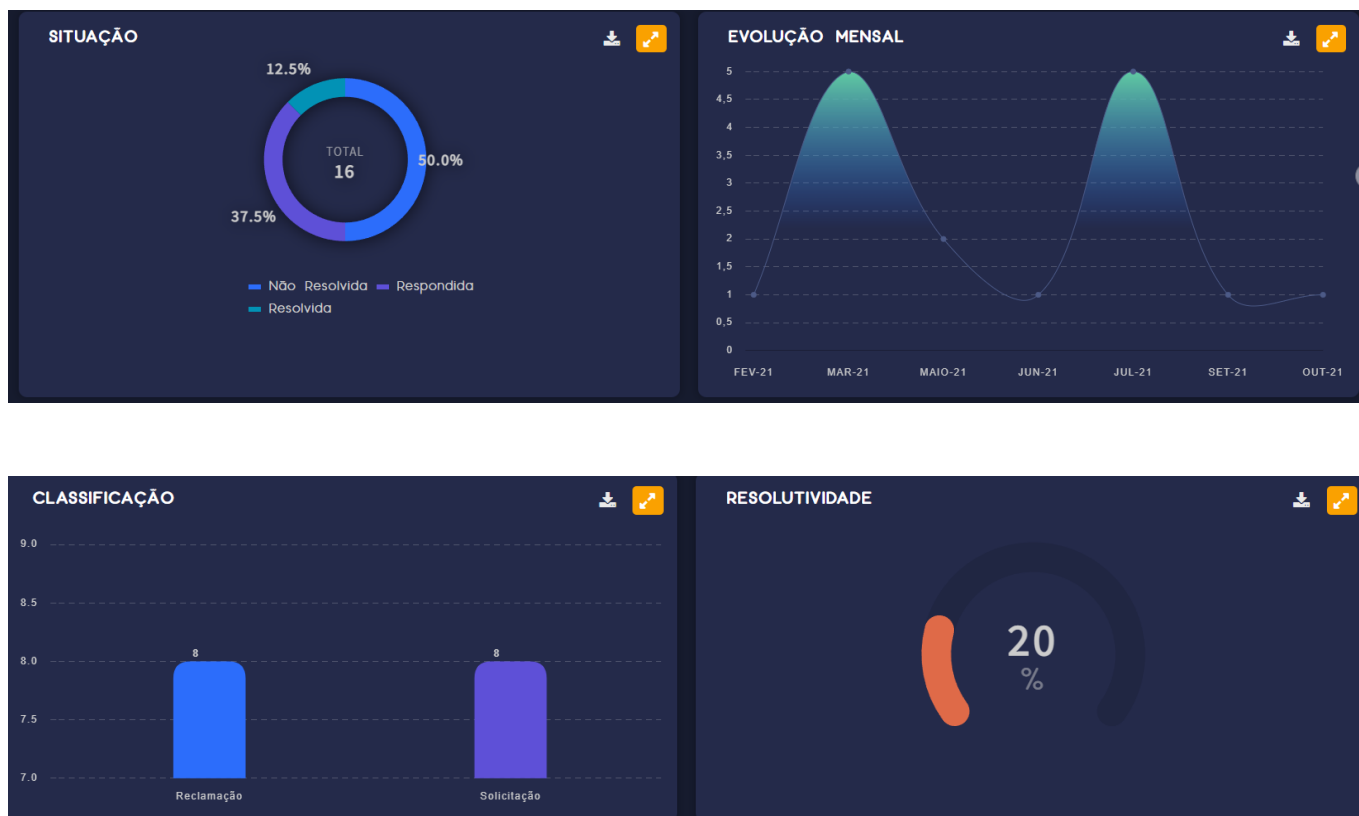 SITUAÇÃO
12.5%
TOTAL
16
50.0%
37.5%
Não Resolvida Respondida
Resolvida
EVOLUÇÃO MENSAL
5
4,5
4
3,5
3
2,5
2
1,5
1
0,5
0
FEV-21 MAR-21 MAIO-21 JUN-21 JUL-21 SET-21 OUT-21
CLASSIFICAÇÃO
9.0
8.5
8.0
7.5
7.0
8 8
Reclamação Solicitação
RESOLUTIVIDADE
20
%